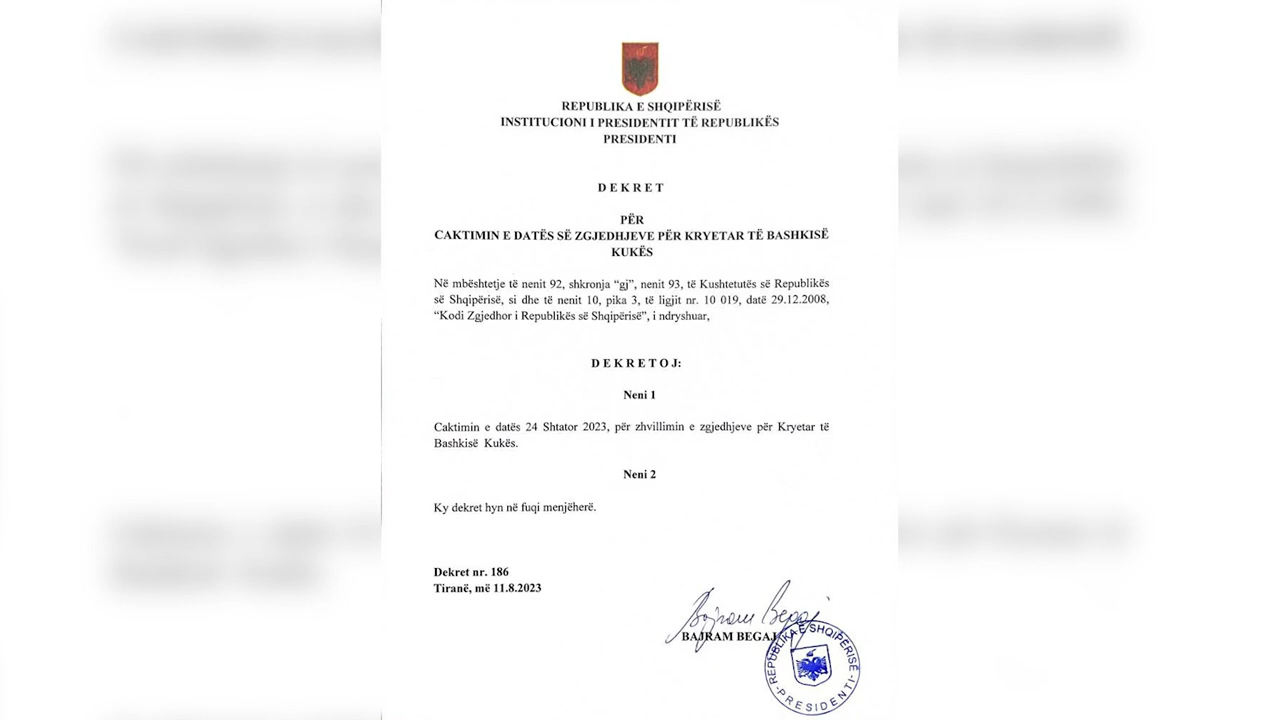 REPUBLIKA E SHQIPËRISË
INSTITUCIONI I PRESIDENTIT TË REPUBLIKËS
PRESIDENTI
D E K R E T
PËR
CAKTIMIN E DATËS SË ZGJEDHJEVE PËR KRYETAR TË BASHKISË
KUKËS
Në mbështetje të nenit 92, shkronja “gj”, nenit 93, të Kushtetutës së Republikës
së Shqipërisë, si dhe të nenit 10, pika 3, të ligjit nr. 10 019, datë 29.12.2008,
“Kodi Zgjedhor i Republikës së Shqipërisë”, i ndryshuar,
D E K R E T O J:
Neni 1
Caktimin e datës 24 Shtator 2023, për zhvillimin e zgjedhjeve për Kryetar të
Bashkisë Kukës.
Neni 2
Ky dekret hyn në fuqi menjëherë.
Dekret nr. 186
Tiranë, më 11.8.2023
Bajram Begaj
BAJRAM BEGAJ
REPUBLIKA E SHQIPËRISË
- PRESIDENTI -